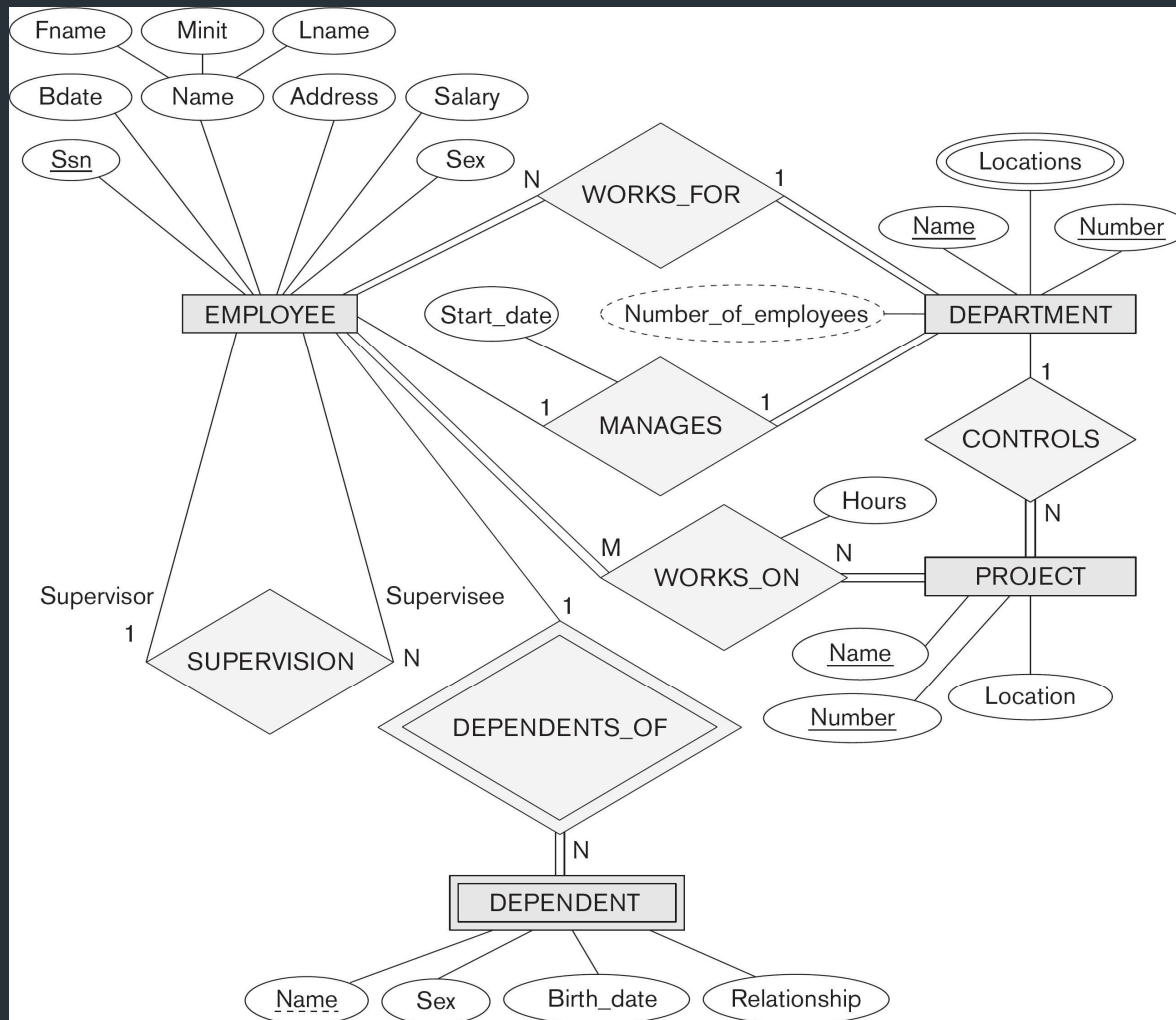 Fname
Minit
Lname
Bdate
Name
Address
Salary
Ssn
Sex
N
WORKS_FOR
1
Locations
Name
Number
EMPLOYEE
Start_date
Number_of_employees
DEPARTMENT
1
MANAGES
1
1
CONTROLS
N
Hours
M
WORKS_ON
N
PROJECT
Supervisor
1
SUPERVISION
Supervisee
N
1
Name
Number
Location
DEPENDENTS_OF
N
DEPENDENT
Name
Sex
Birth_date
Relationship